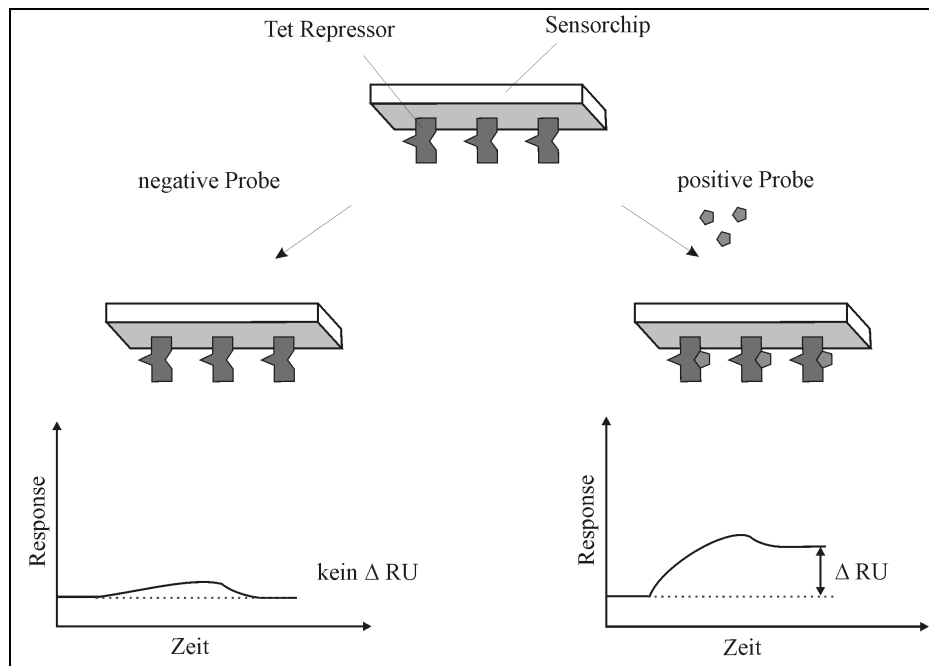 Tet Repressor
Sensorchip
negative Probe
positive Probe
Response
kein Δ RU
Zeit
Response
Δ RU
Zeit